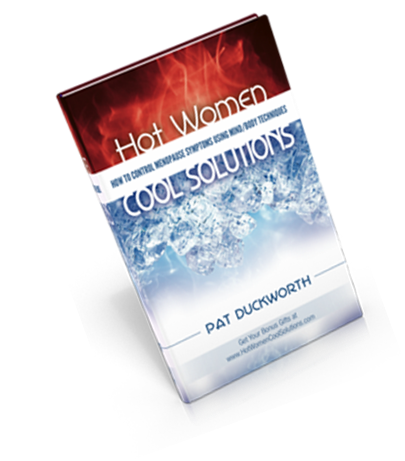 Hot Women
HOW TO CONTROL MENOPAUSE SYMPTOMS USING MIND/BODY TECHNIQUES
COOL SOLUTIONS
PAT DUCKWORTH
Get Your Bonus Gifts at
www.HotWomenCoolSolutions.com